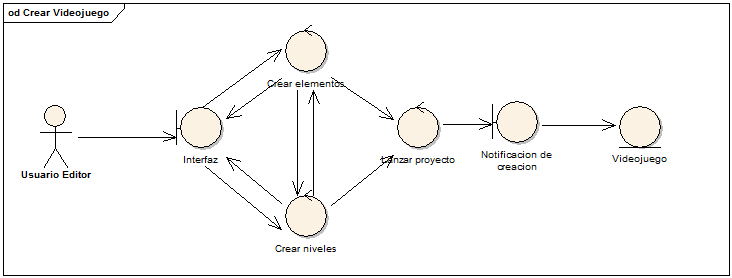 od Crear Videojuego
Crear elementos
Usuario Editor
Interfaz
Lanzar proyecto
Notificacion de
creacion
Videojuego
Crear niveles